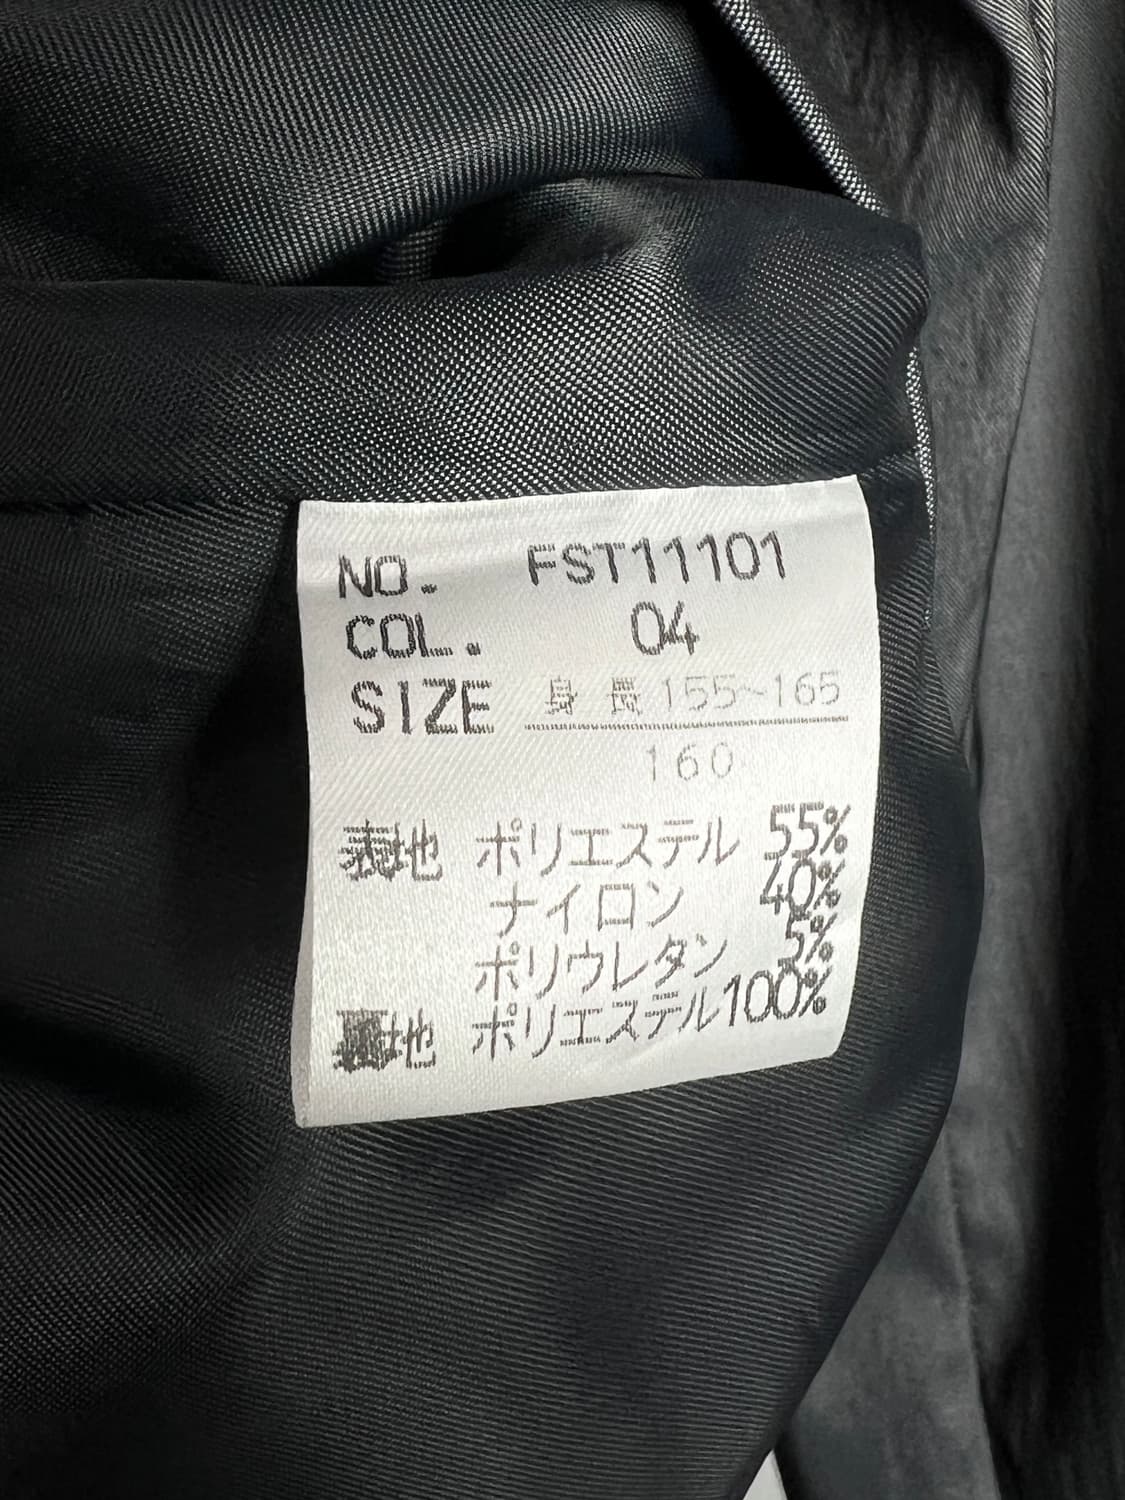 NO. FST11101
COL. 04
SIZE 身長155~165
160
表地 ポリエステル 55%
ナイロン 40%
ポリウレタン 5%
裏地 ポリエステル100%